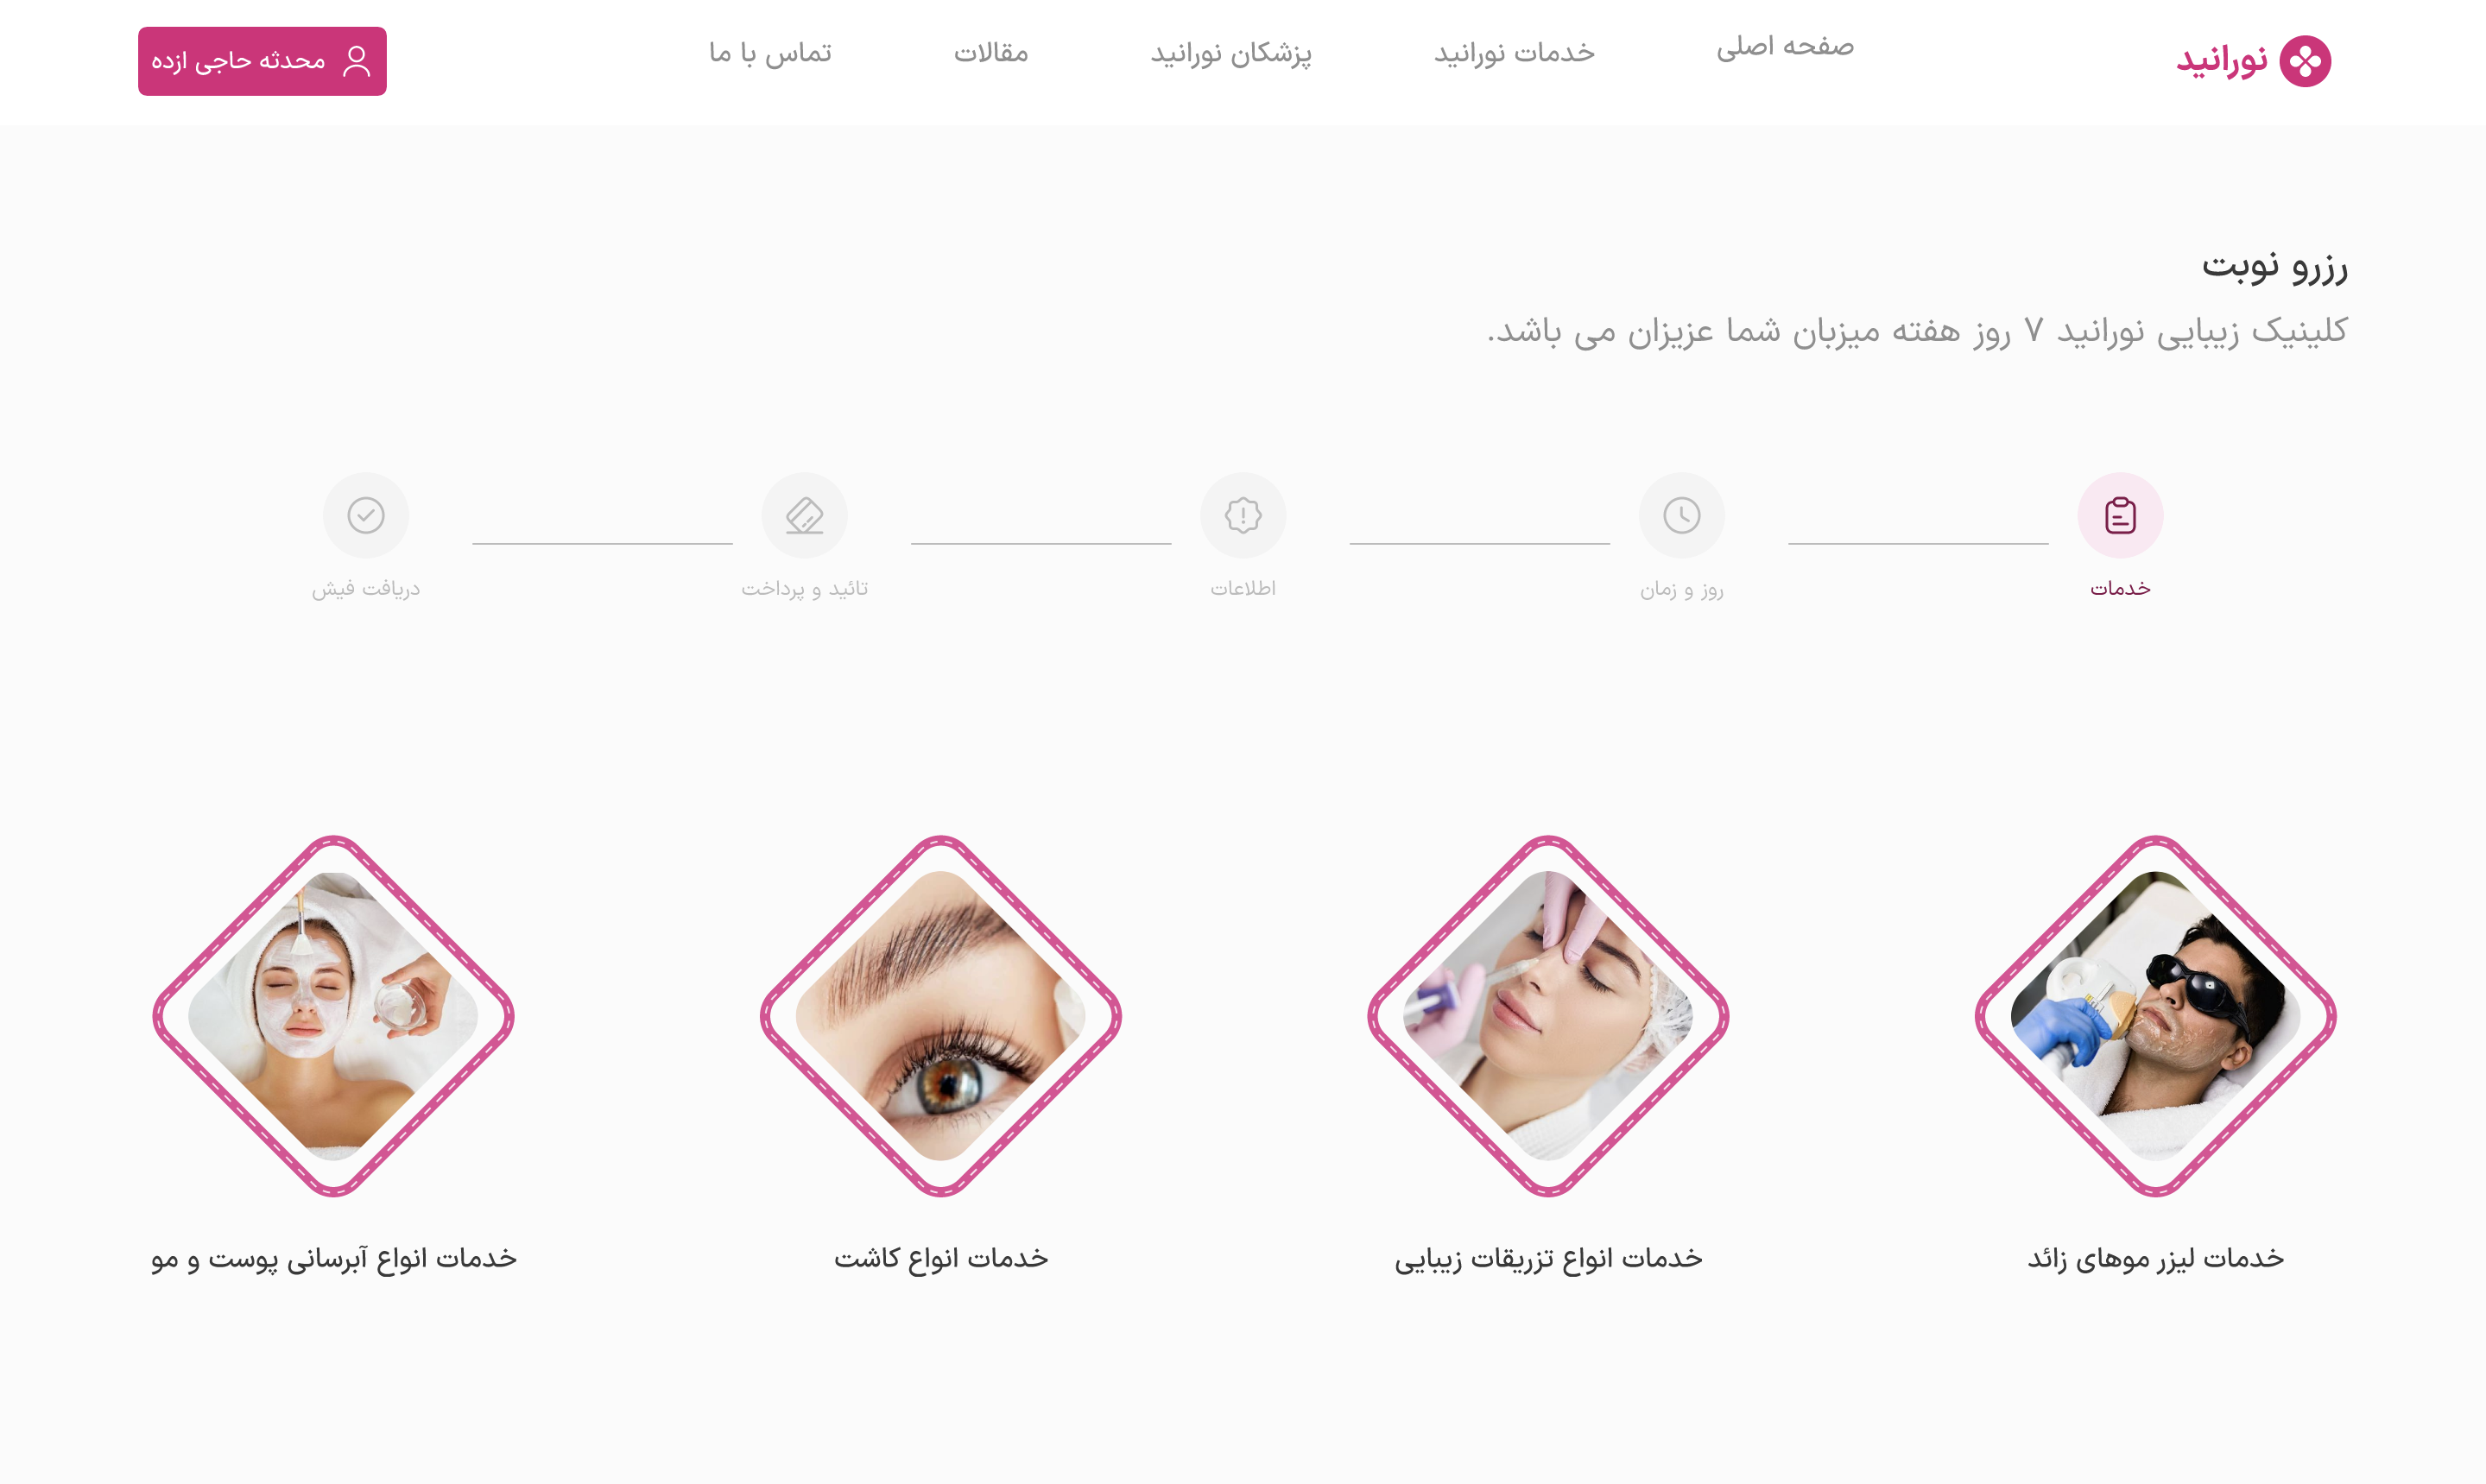 نورانید
صفحه اصلی
خدمات نورانید
پزشکان نورانید
مقالات
تماس با ما
محدثه حاجی ازده
رزرو نوبت
کلینیک زیبایی نورانید ۷ روز هفته میزبان شما عزیزان می باشد.
خدمات
روز و زمان
اطلاعات
تائید و پرداخت
دریافت فیش
خدمات لیزر موهای زائد
خدمات انواع تزریقات زیبایی
خدمات انواع کاشت
خدمات انواع آبرسانی پوست و مو